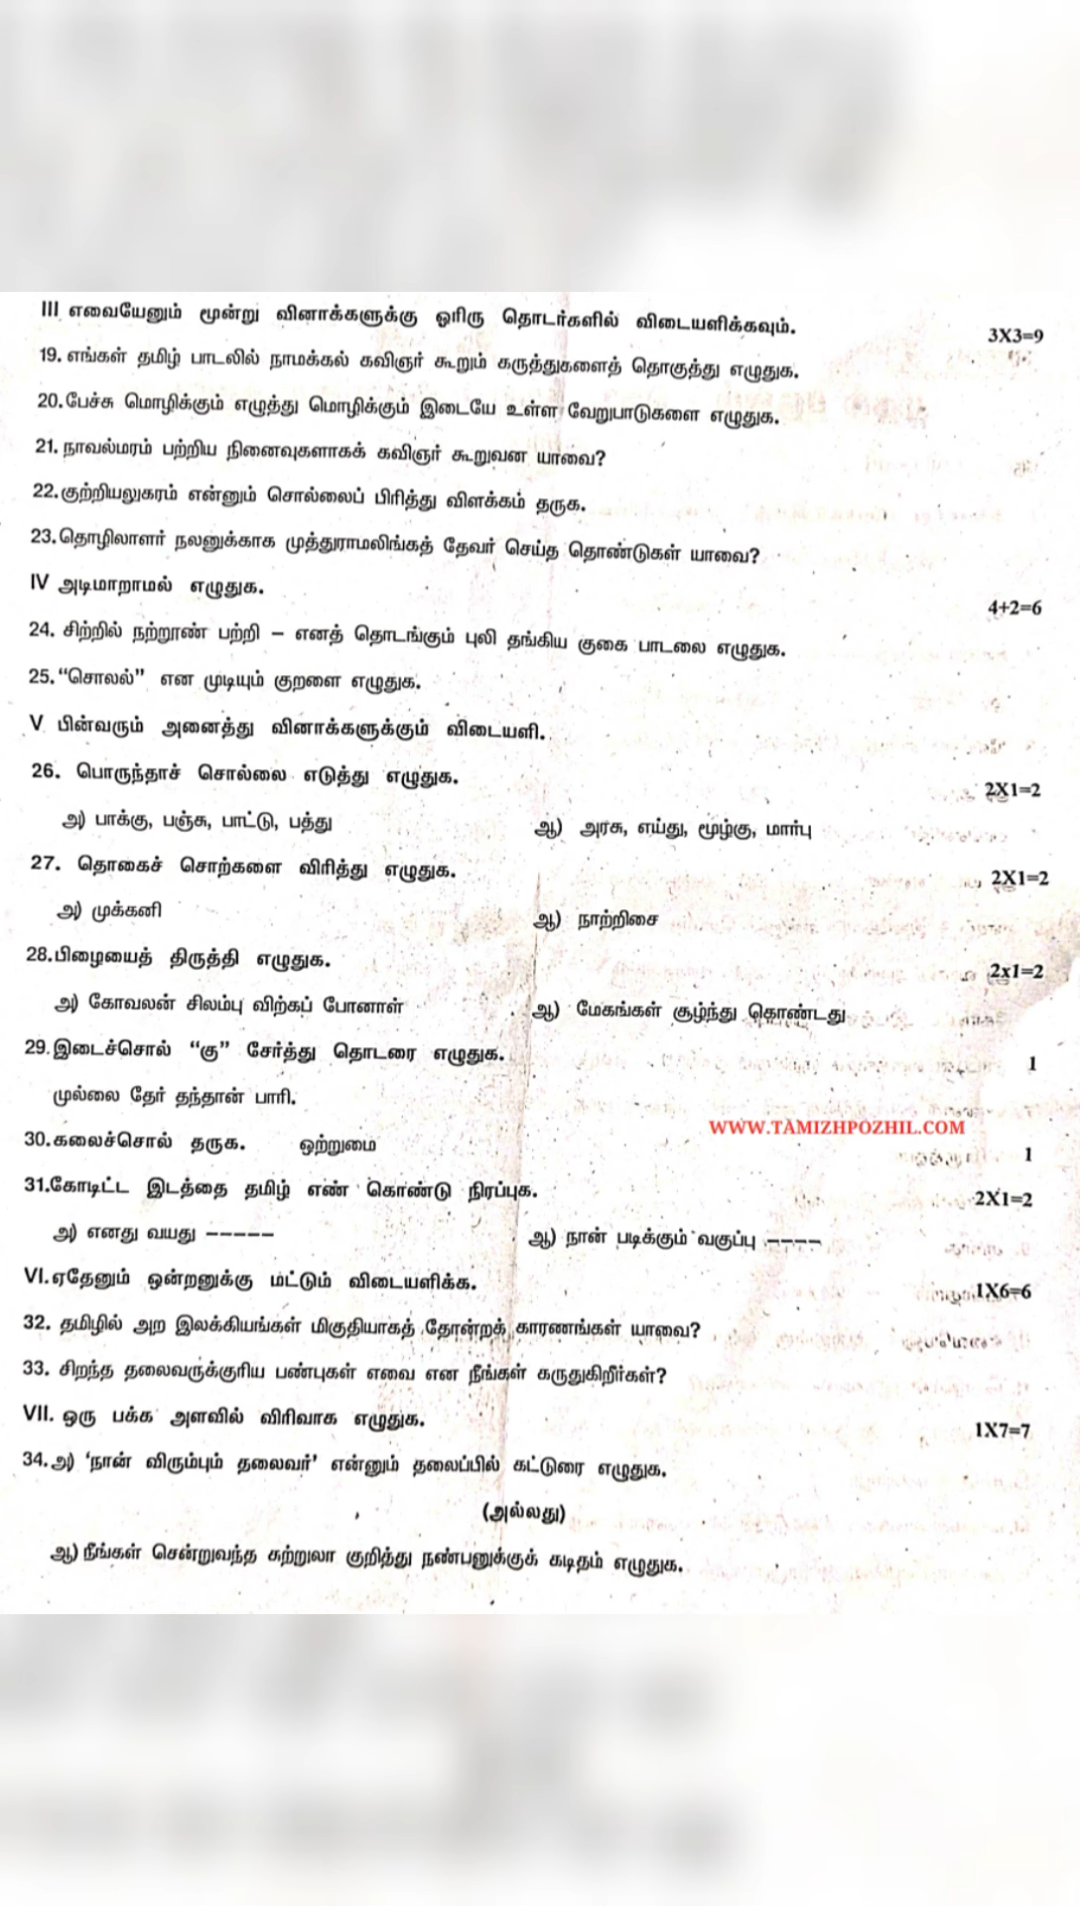 III எவையேனும் மூன்று வினாக்களுக்கு ஓரிரு தொடர்களில் விடையளிக்கவும். 3X3=9
19. எங்கள் தமிழ் பாடலில் நாமக்கல் கவிஞர் கூறும் கருத்துகளைத் தொகுத்து எழுதுக.
20. பேச்சு மொழிக்கும் எழுத்து மொழிக்கும் இடையே உள்ள வேறுபாடுகளை எழுதுக.
21. நாவல்மரம் பற்றிய நினைவுகளாகக் கவிஞர் கூறுவன யாவை?
22. குற்றியலுகரம் என்னும் சொல்லைப் பிரித்து விளக்கம் தருக.
23. தொழிலாளர் நலனுக்காக முத்துராமலிங்கத் தேவர் செய்த தொண்டுகள் யாவை?
IV அடிமாறாமல் எழுதுக. 4+2=6
24. சிற்றில் நற்றூண் பற்றி – எனத் தொடங்கும் புலி தங்கிய குகை பாடலை எழுதுக.
25. “சொலல்” என முடியும் குறளை எழுதுக.
V பின்வரும் அனைத்து வினாக்களுக்கும் விடையளி.
26. பொருந்தாச் சொல்லை எடுத்து எழுதுக. 2X1=2
அ) பாக்கு, பஞ்சு, பாட்டு, பத்து ஆ) அரசு, எய்து, மூழ்கு, மார்பு
27. தொகைச் சொற்களை விரித்து எழுதுக. 2X1=2
அ) முக்கனி ஆ) நாற்றிசை
28. பிழையைத் திருத்தி எழுதுக. 2x1=2
அ) கோவலன் சிலம்பு விற்கப் போனாள் ஆ) மேகங்கள் சூழ்ந்து கொண்டது
29. இடைச்சொல் “கு” சேர்த்து தொடரை எழுதுக. 1
முல்லை தேர் தந்தான் பாரி.
WWW.TAMIZHPOZHIL.COM
30. கலைச்சொல் தருக. ஒற்றுமை 1
31. கோடிட்ட இடத்தை தமிழ் எண் கொண்டு நிரப்புக. 2X1=2
அ) எனது வயது ----- ஆ) நான் படிக்கும் வகுப்பு ----
VI. ஏதேனும் ஒன்றனுக்கு மட்டும் விடையளிக்க. 1X6=6
32. தமிழில் அற இலக்கியங்கள் மிகுதியாகத் தோன்றக் காரணங்கள் யாவை?
33. சிறந்த தலைவருக்குரிய பண்புகள் எவை என நீங்கள் கருதுகிறீர்கள்?
VII. ஒரு பக்க அளவில் விரிவாக எழுதுக. 1X7=7
34. அ) ‘நான் விரும்பும் தலைவர்’ என்னும் தலைப்பில் கட்டுரை எழுதுக.
(அல்லது)
ஆ) நீங்கள் சென்றுவந்த சுற்றுலா குறித்து நண்பனுக்குக் கடிதம் எழுதுக.